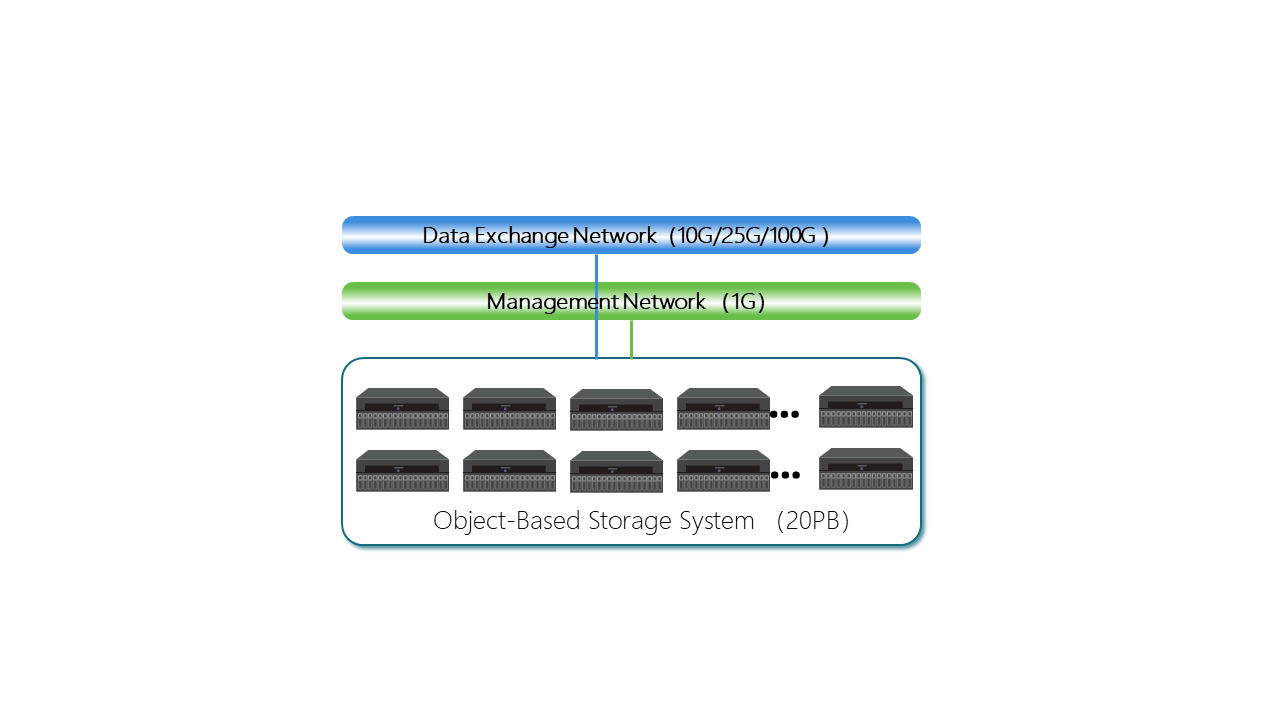 Data Exchange Network（10G/25G/100G ）
Management Network （1G）
Object-Based Storage System （20PB）